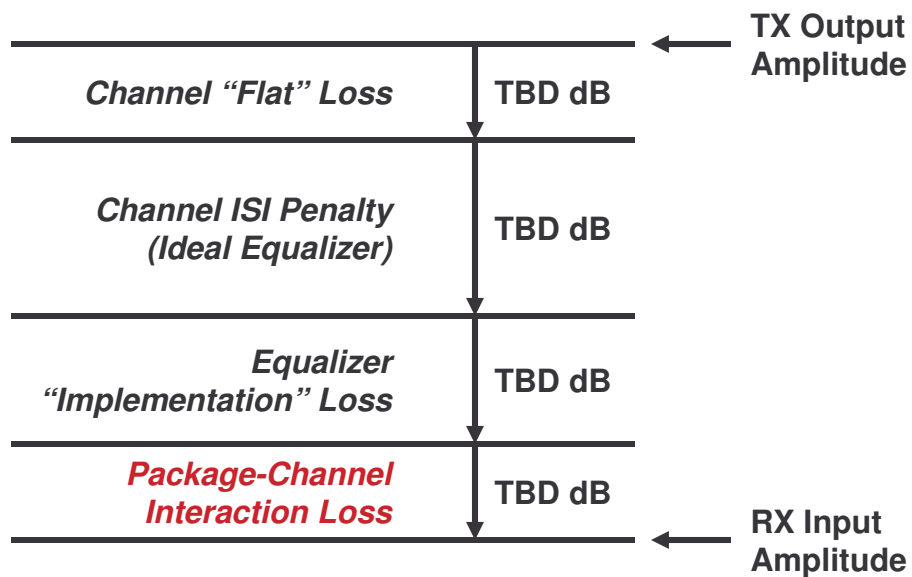 TX Output
Amplitude
Channel “Flat” Loss
TBD dB
Channel ISI Penalty
(Ideal Equalizer)
TBD dB
Equalizer
“Implementation” Loss
TBD dB
Package-Channel
Interaction Loss
TBD dB
RX Input
Amplitude